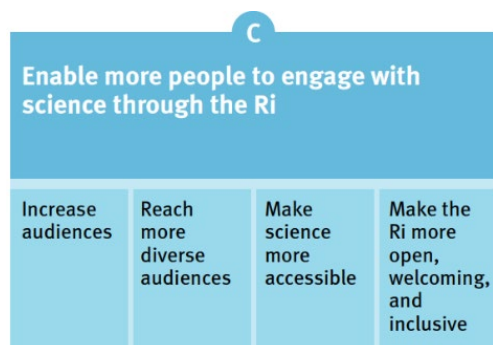 C
Enable more people to engage with
science through the Ri
Increase
audiences
Reach
more
diverse
audiences
Make
science
more
accessible
Make the
Ri more
open,
welcoming,
and
inclusive